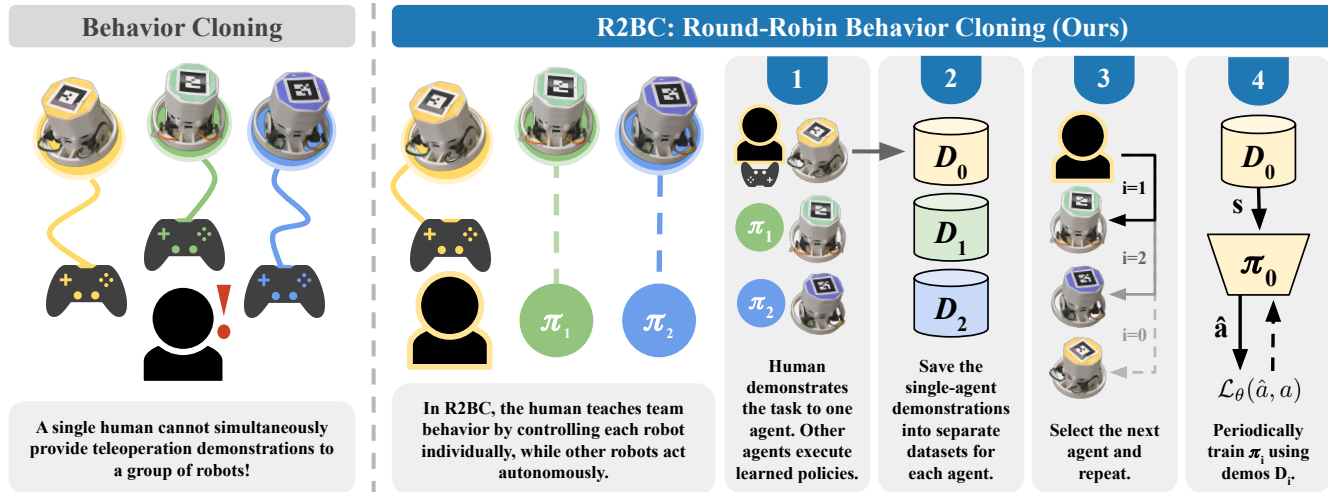 Behavior Cloning
A single human cannot simultaneously
provide teleoperation demonstrations to
a group of robots!
R2BC: Round-Robin Behavior Cloning (Ours)
π₁
π₂
In R2BC, the human teaches team
behavior by controlling each robot
individually, while other robots act
autonomously.
1
π₁
π₂
Human
demonstrates
the task to one
agent. Other
agents execute
learned policies.
2
D₀
D₁
D₂
Save the
single-agent
demonstrations
into separate
datasets for
each agent.
3
i=1
i=2
i=0
Select the next
agent and
repeat.
4
D₀
s
π₀
â
ℒ_θ(â, a)
Periodically
train πᵢ using
demos Dᵢ.